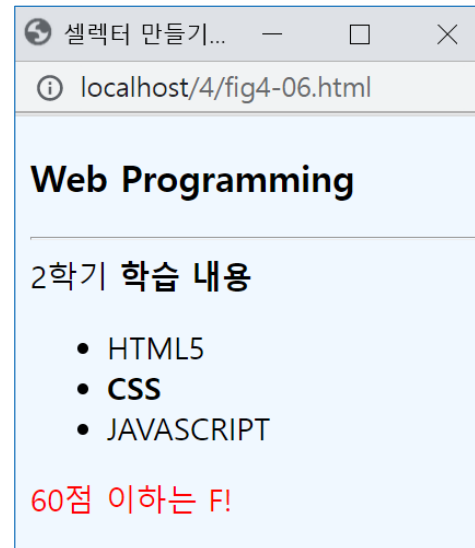 셀렉터 만들기...
localhost/4/fig4-06.html
Web Programming
2학기 학습 내용
• HTML5
• CSS
• JAVASCRIPT
60점 이하는 F!